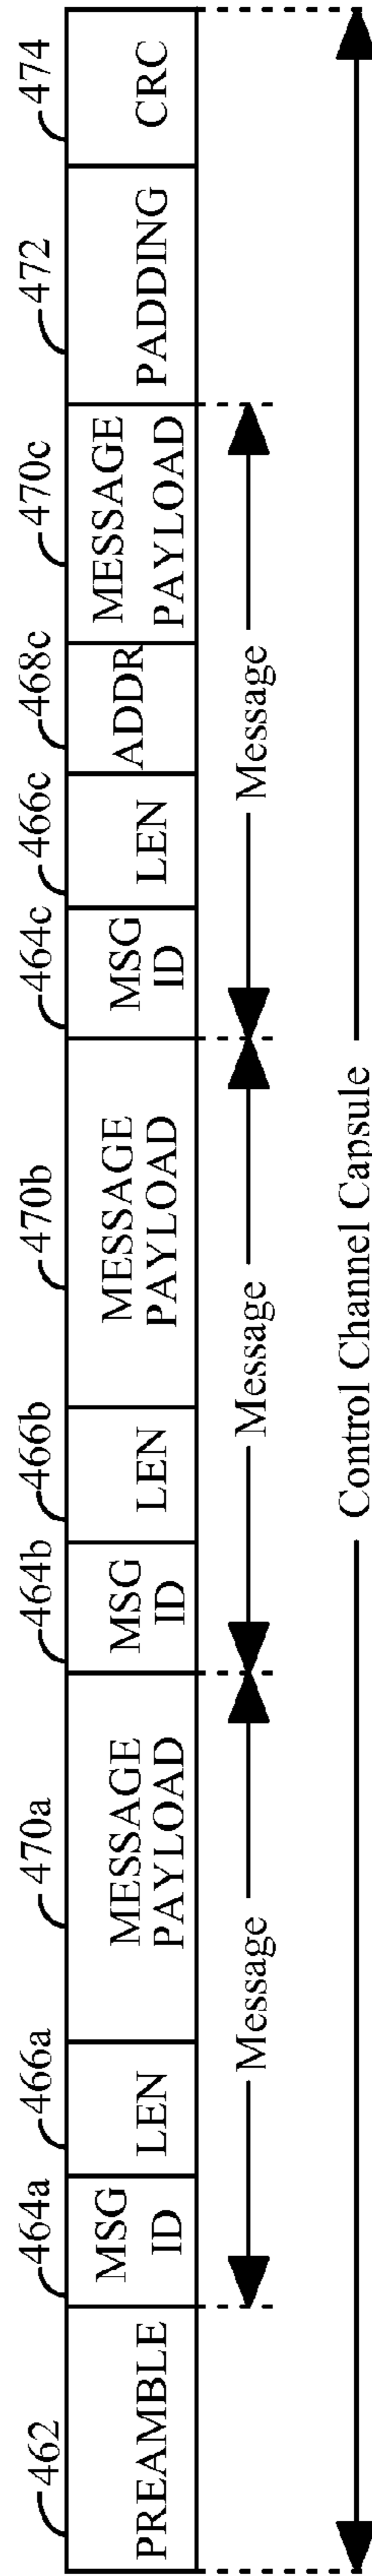 462
464a
466a
470a
464b
466b
470b
464c
466c
468c
470c
472
474
PREAMBLE
MSG
ID
LEN
MESSAGE
PAYLOAD
MSG
ID
LEN
MESSAGE
PAYLOAD
MSG
ID
LEN
ADDR
MESSAGE
PAYLOAD
PADDING
CRC
Message
Message
Message
Control Channel Capsule